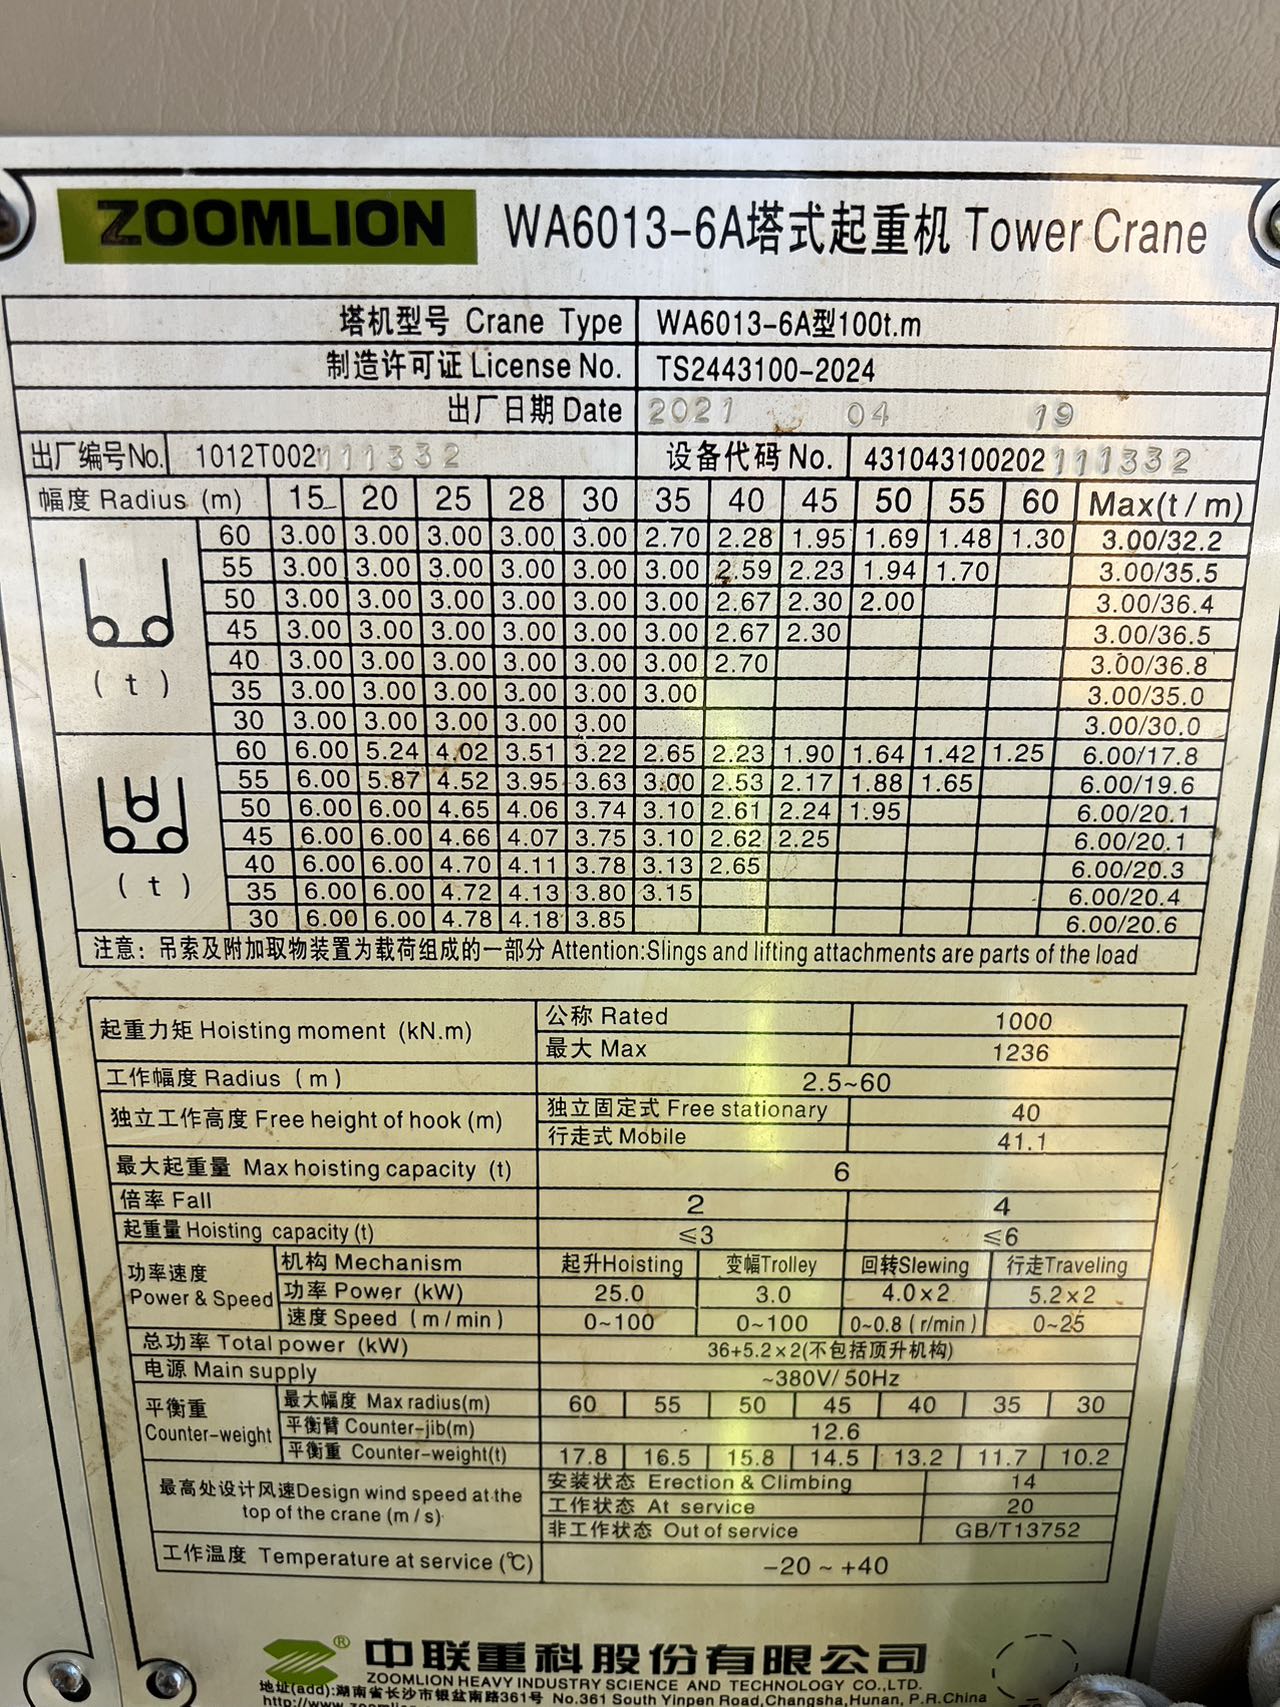 ZOOMLION WA6013-6A塔式起重机 Tower Crane
塔机型号 Crane Type WA6013-6A型100t.m
制造许可证 License No. TS2443100-2024
出厂日期 Date 2021 04 19
出厂编号No. 1012T002111332 设备代码 No. 431043100202111332
幅度 Radius (m) 15 20 25 28 30 35 40 45 50 55 60 Max(t/m)
60 3.00 3.00 3.00 3.00 3.00 2.70 2.28 1.95 1.69 1.48 1.30 3.00/32.2
55 3.00 3.00 3.00 3.00 3.00 3.00 2.59 2.23 1.94 1.70 3.00/35.5
50 3.00 3.00 3.00 3.00 3.00 3.00 2.67 2.30 2.00 3.00/36.4
45 3.00 3.00 3.00 3.00 3.00 3.00 2.67 2.30 3.00/36.5
40 3.00 3.00 3.00 3.00 3.00 3.00 2.70 3.00/36.8
(t)
35 3.00 3.00 3.00 3.00 3.00 3.00 3.00/35.0
30 3.00 3.00 3.00 3.00 3.00 3.00/30.0
60 6.00 5.24 4.02 3.51 3.22 2.65 2.23 1.90 1.64 1.42 1.25 6.00/17.8
55 6.00 5.87 4.52 3.95 3.63 3.00 2.53 2.17 1.88 1.65 6.00/19.6
50 6.00 6.00 4.65 4.06 3.74 3.10 2.61 2.24 1.95 6.00/20.1
45 6.00 6.00 4.66 4.07 3.75 3.10 2.62 2.25 6.00/20.1
40 6.00 6.00 4.70 4.11 3.78 3.13 2.65 6.00/20.3
(t)
35 6.00 6.00 4.72 4.13 3.80 3.15 6.00/20.4
30 6.00 6.00 4.78 4.18 3.85 6.00/20.6
注意：吊索及附加取物装置为载荷组成的一部分 Attention:Slings and lifting attachments are parts of the load
起重力矩 Hoisting moment (kN.m) 公称 Rated 1000
最大 Max 1236
工作幅度 Radius (m) 2.5~60
独立工作高度 Free height of hook (m) 独立固定式 Free stationary 40
行走式 Mobile 41.1
最大起重量 Max hoisting capacity (t) 6
倍率 Fall 2 4
起重量 Hoisting capacity (t) ≤3 ≤6
功率速度 Power & Speed 机构 Mechanism 起升Hoisting 变幅Trolley 回转Slewing 行走Traveling
功率 Power (kW) 25.0 3.0 4.0×2 5.2×2
速度 Speed (m/min) 0~100 0~100 0~0.8 (r/min) 0~25
总功率 Total power (kW) 36+5.2×2(不包括顶升机构)
电源 Main supply ~380V/ 50Hz
平衡重 Counter-weight 最大幅度 Max radius(m) 60 55 50 45 40 35 30
平衡臂 Counter-jib(m) 12.6
平衡重 Counter-weight(t) 17.8 16.5 15.8 14.5 13.2 11.7 10.2
最高处设计风速Design wind speed at the top of the crane (m/s) 安装状态 Erection & Climbing 14
工作状态 At service 20
非工作状态 Out of service GB/T13752
工作温度 Temperature at service (℃) -20 ~ +40
® 中联重科股份有限公司
ZOOMLION HEAVY INDUSTRY SCIENCE AND TECHNOLOGY CO.,LTD.
地址(add):湖南省长沙市银盆南路361号 No.361 South Yinpen Road,Changsha,Hunan, P.R.China
http://www.zoomlion